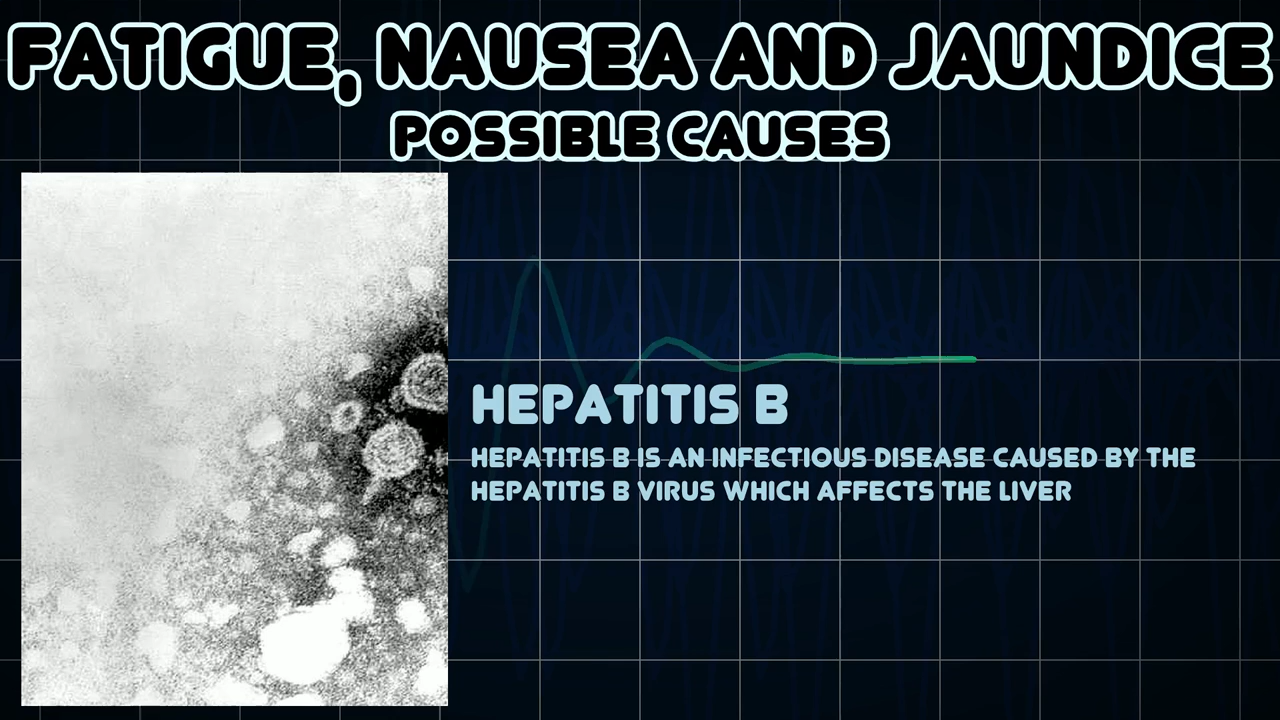 FATIGUE, NAUSEA AND JAUNDICE
POSSIBLE CAUSES
HEPATITIS B
HEPATITIS B IS AN INFECTIOUS DISEASE CAUSED BY THE
HEPATITIS B VIRUS WHICH AFFECTS THE LIVER